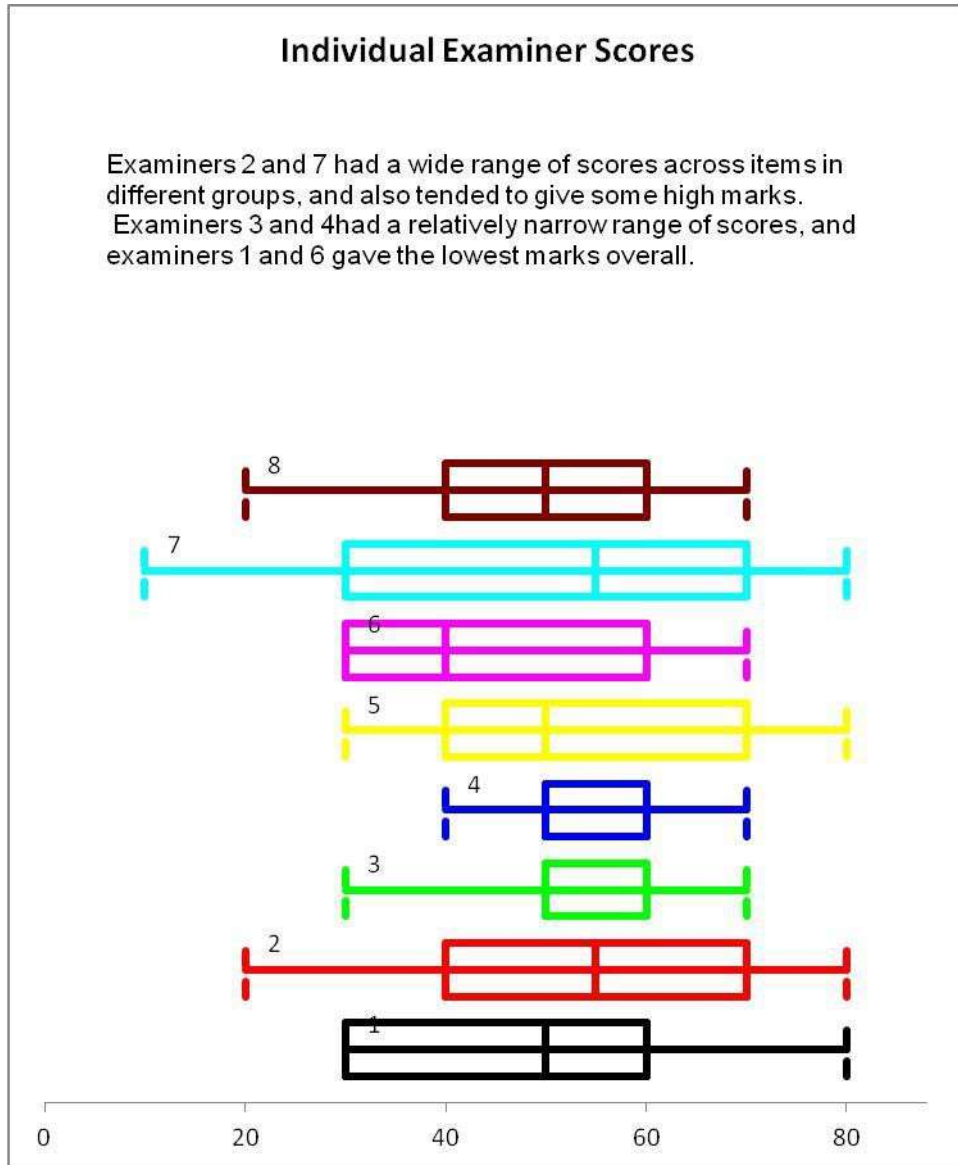 Individual Examiner Scores
Examiners 2 and 7 had a wide range of scores across items in
different groups, and also tended to give some high marks.
Examiners 3 and 4had a relatively narrow range of scores, and
examiners 1 and 6 gave the lowest marks overall.
8
7
6
5
4
3
2
1
0 20 40 60 80